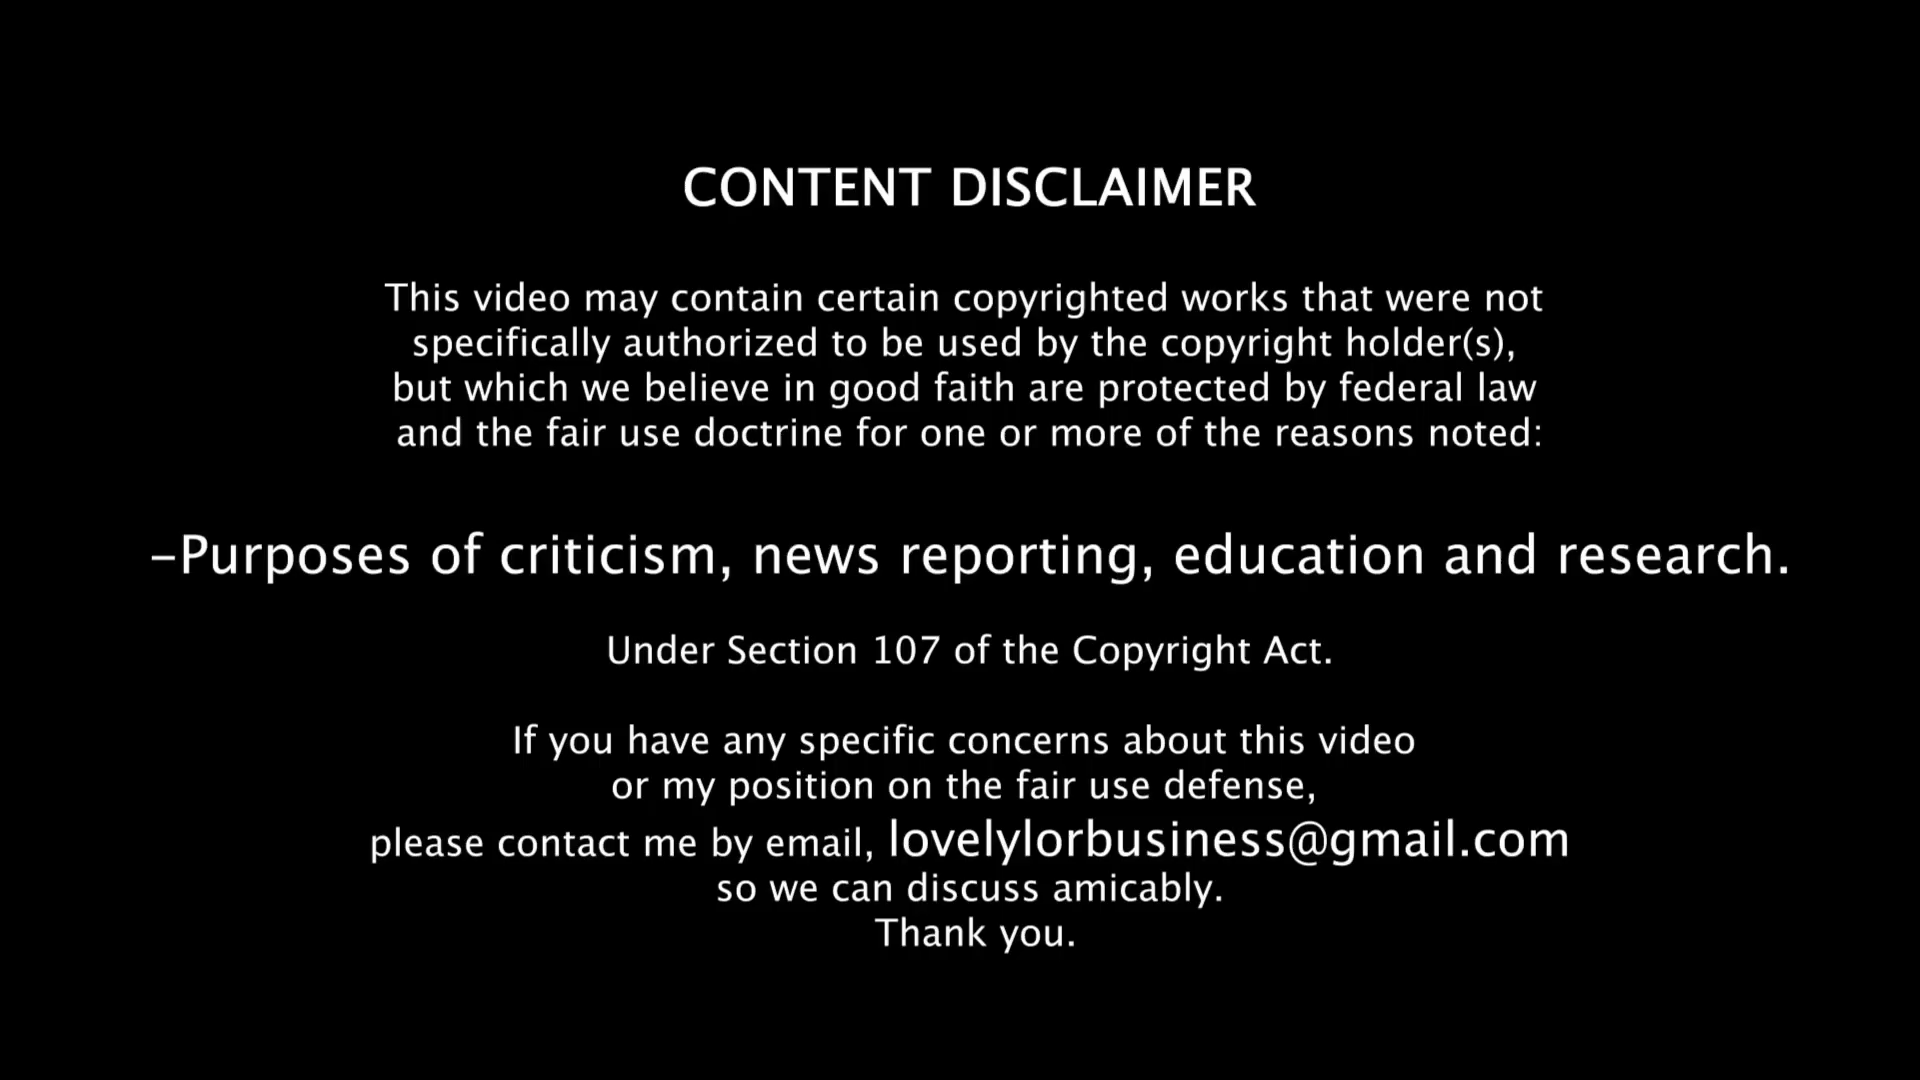 CONTENT DISCLAIMER
This video may contain certain copyrighted works that were not
specifically authorized to be used by the copyright holder(s),
but which we believe in good faith are protected by federal law
and the fair use doctrine for one or more of the reasons noted:
–Purposes of criticism, news reporting, education and research.
Under Section 107 of the Copyright Act.
If you have any specific concerns about this video
or my position on the fair use defense,
please contact me by email, lovelylorbusiness@gmail.com
so we can discuss amicably.
Thank you.